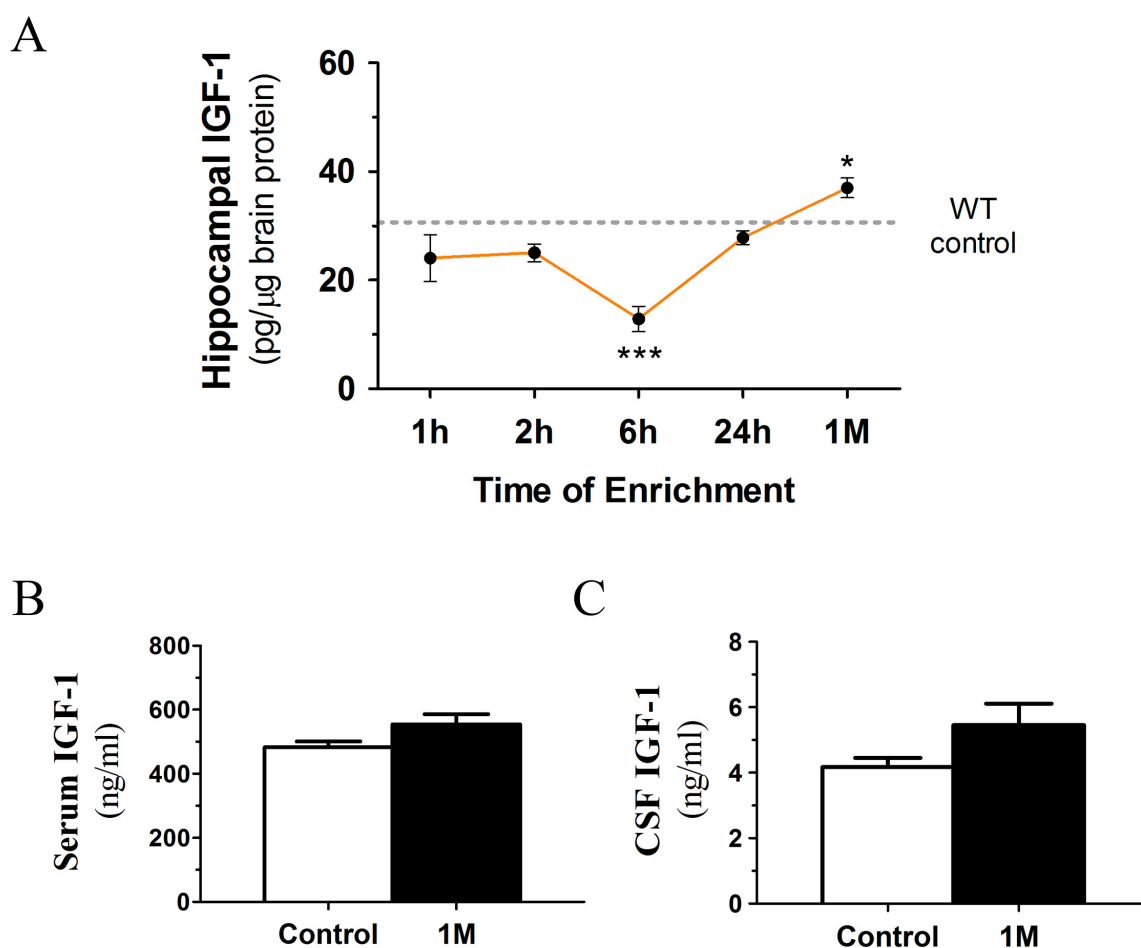 A
Hippocampal IGF-1
(pg/µg brain protein)
60
40
20
0
*
***
WT
control
1h 2h 6h 24h 1M
Time of Enrichment
B
Serum IGF-1
(ng/ml)
800
600
400
200
0
Control 1M
C
CSF IGF-1
(ng/ml)
8
6
4
2
0
Control 1M